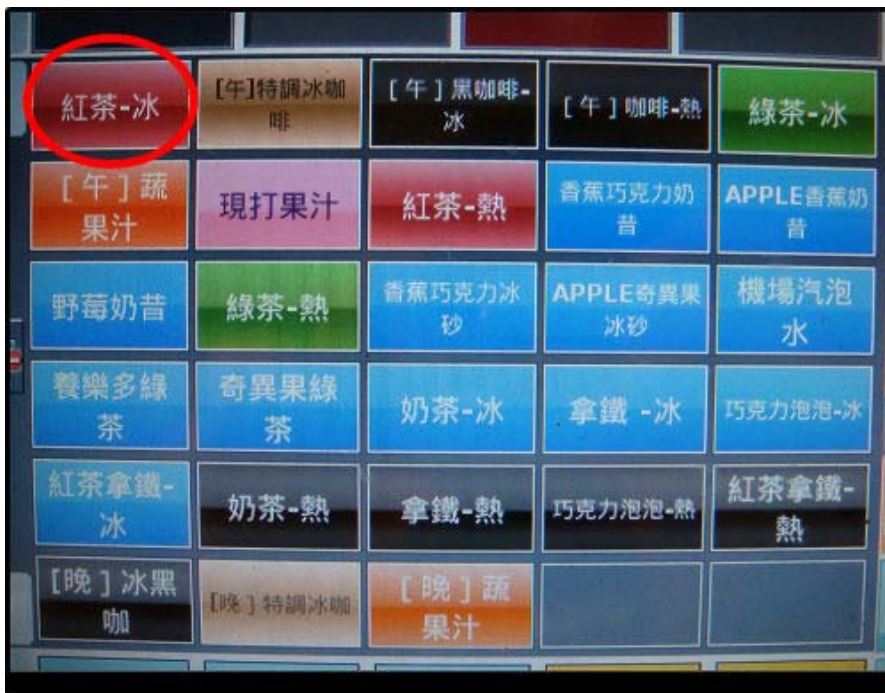 紅茶-冰
[午]特調冰咖
啡
[午]黑咖啡-
冰
[午]咖啡-熱
綠茶-冰
[午]蔬
果汁
現打果汁
紅茶-熱
香蕉巧克力奶
昔
APPLE香蕉奶
昔
野莓奶昔
綠茶-熱
香蕉巧克力冰
砂
APPLE奇異果
冰砂
機場汽泡
水
養樂多綠
茶
奇異果綠
茶
奶茶-冰
拿鐵 -冰
巧克力泡泡-冰
紅茶拿鐵-
冰
奶茶-熱
拿鐵-熱
巧克力泡泡-熱
紅茶拿鐵-
熱
[晚]冰黑
咖
[晚]特調冰咖
[晚]蔬
果汁